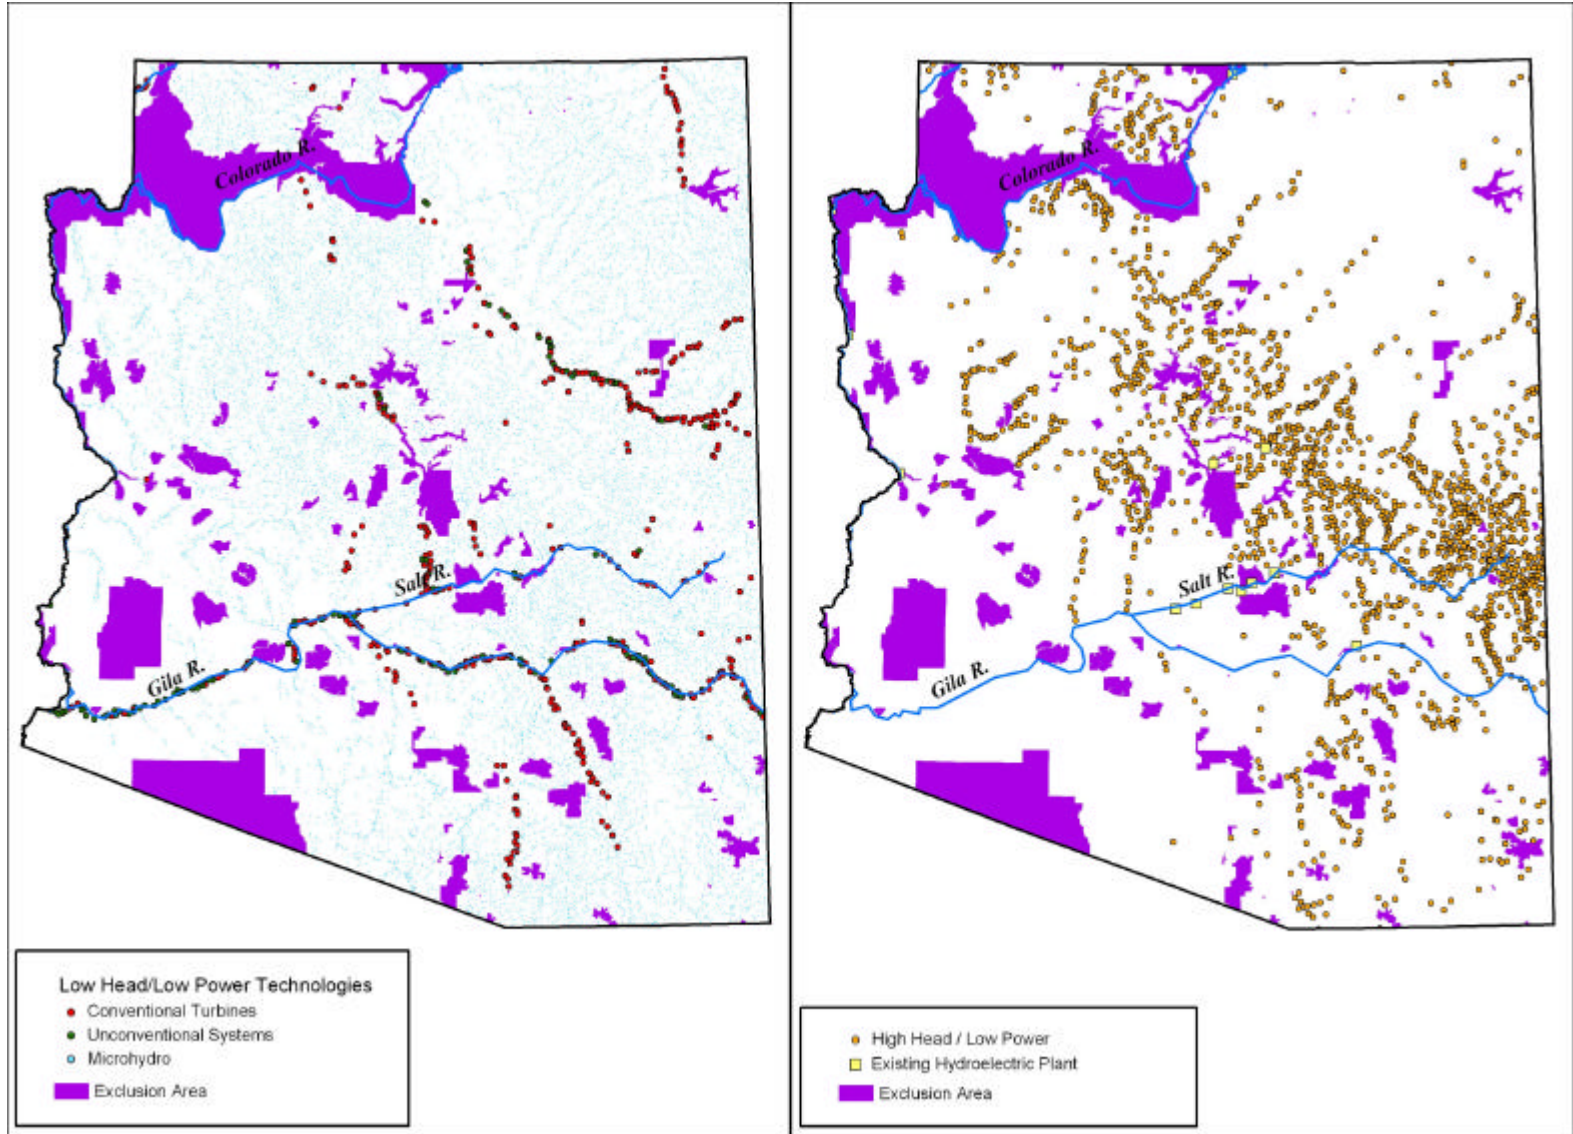 Colorado R.
Salt R.
Gila R.
Low Head/Low Power Technologies
Conventional Turbines
Unconventional Systems
Microhydro
Exclusion Area
Colorado R.
Salt R.
Gila R.
High Head / Low Power
Existing Hydroelectric Plant
Exclusion Area